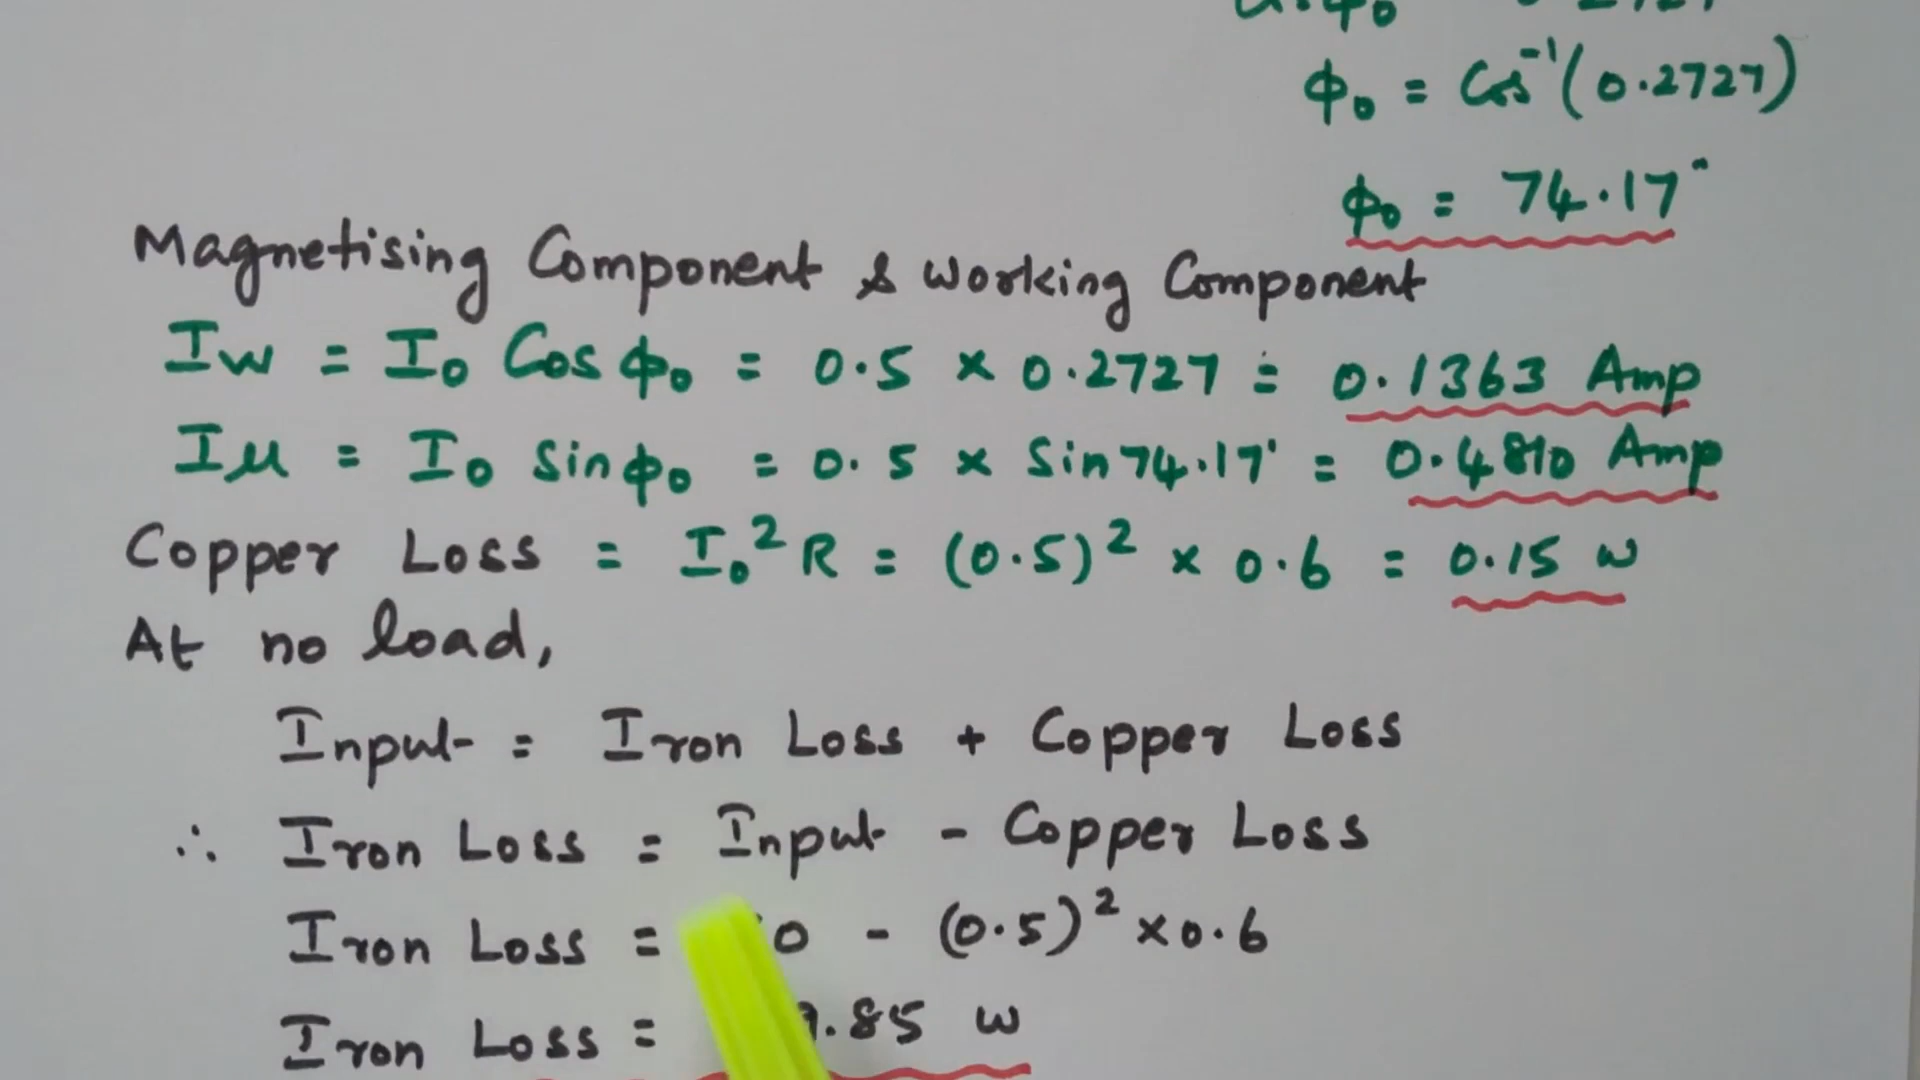 ϕ₀ = Cos⁻¹(0.2727)
ϕ₀ = 74.17°
Magnetising Component & Working Component
Iw = I₀ Cos ϕ₀ = 0.5 × 0.2727 = 0.1363 Amp
Iμ = I₀ Sin ϕ₀ = 0.5 × Sin 74.17° = 0.4810 Amp
Copper Loss = I₀² R = (0.5)² × 0.6 = 0.15 W
At no load,
Input = Iron Loss + Copper Loss
∴ Iron Loss = Input - Copper Loss
Iron Loss = 0 - (0.5)² × 0.6
Iron Loss = 9.85 W